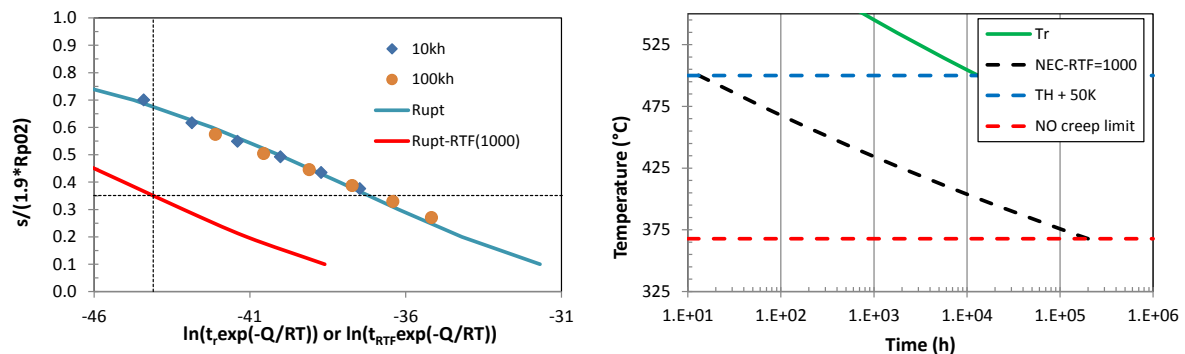 s/(1.9*Rp02)
1.0
0.9
0.8
0.7
0.6
0.5
0.4
0.3
0.2
0.1
0.0
10kh
100kh
Rupt
Rupt-RTF(1000)
-46
-41
-36
-31
ln(trexp(-Q/RT)) or ln(tRTFexp(-Q/RT))
Temperature (°C)
525
475
425
375
325
Tr
NEC-RTF=1000
TH + 50K
NO creep limit
1.E+01
1.E+02
1.E+03
1.E+04
1.E+05
1.E+06
Time (h)